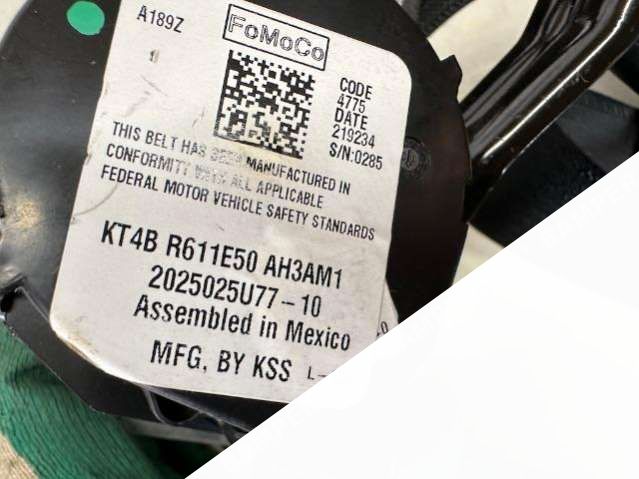 A189Z
FoMoCo
CODE
4775
DATE
219234
S/N:0285
THIS BELT HAS BEEN MANUFACTURED IN
CONFORMITY WITH ALL APPLICABLE
FEDERAL MOTOR VEHICLE SAFETY STANDARDS
KT4B R611E50 AH3AM1
2025025U77-10
Assembled in Mexico
MFG, BY KSS L-